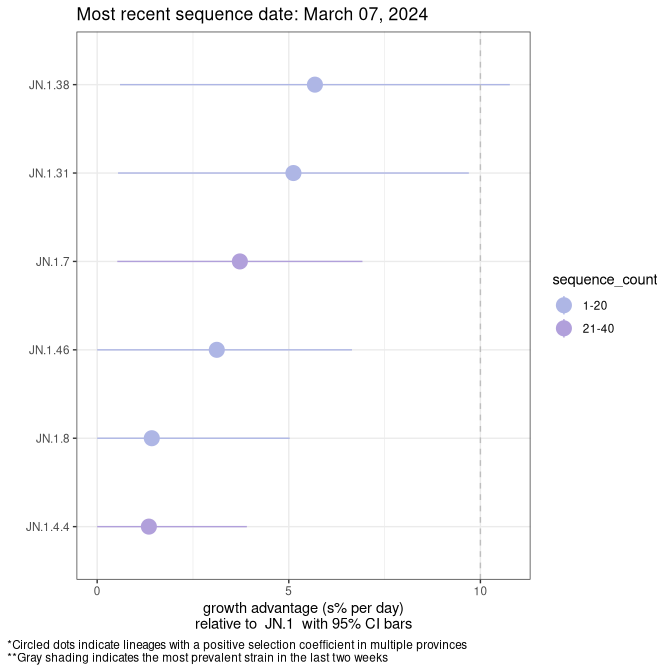 Most recent sequence date: March 07, 2024
JN.1.38
JN.1.31
JN.1.7
JN.1.46
JN.1.8
JN.1.4.4
0
5
10
growth advantage (s% per day)
relative to JN.1 with 95% CI bars
sequence_count
1-20
21-40
*Circled dots indicate lineages with a positive selection coefficient in multiple provinces
**Gray shading indicates the most prevalent strain in the last two weeks